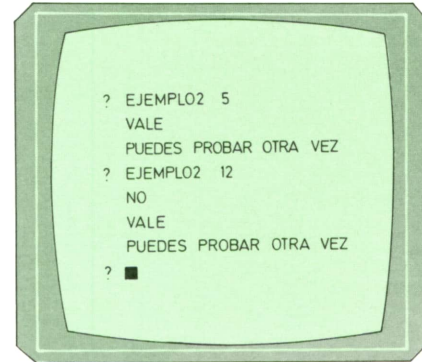 ? EJEMPLO2 5
VALE
PUEDES PROBAR OTRA VEZ
? EJEMPLO2 12
NO
VALE
PUEDES PROBAR OTRA VEZ
?